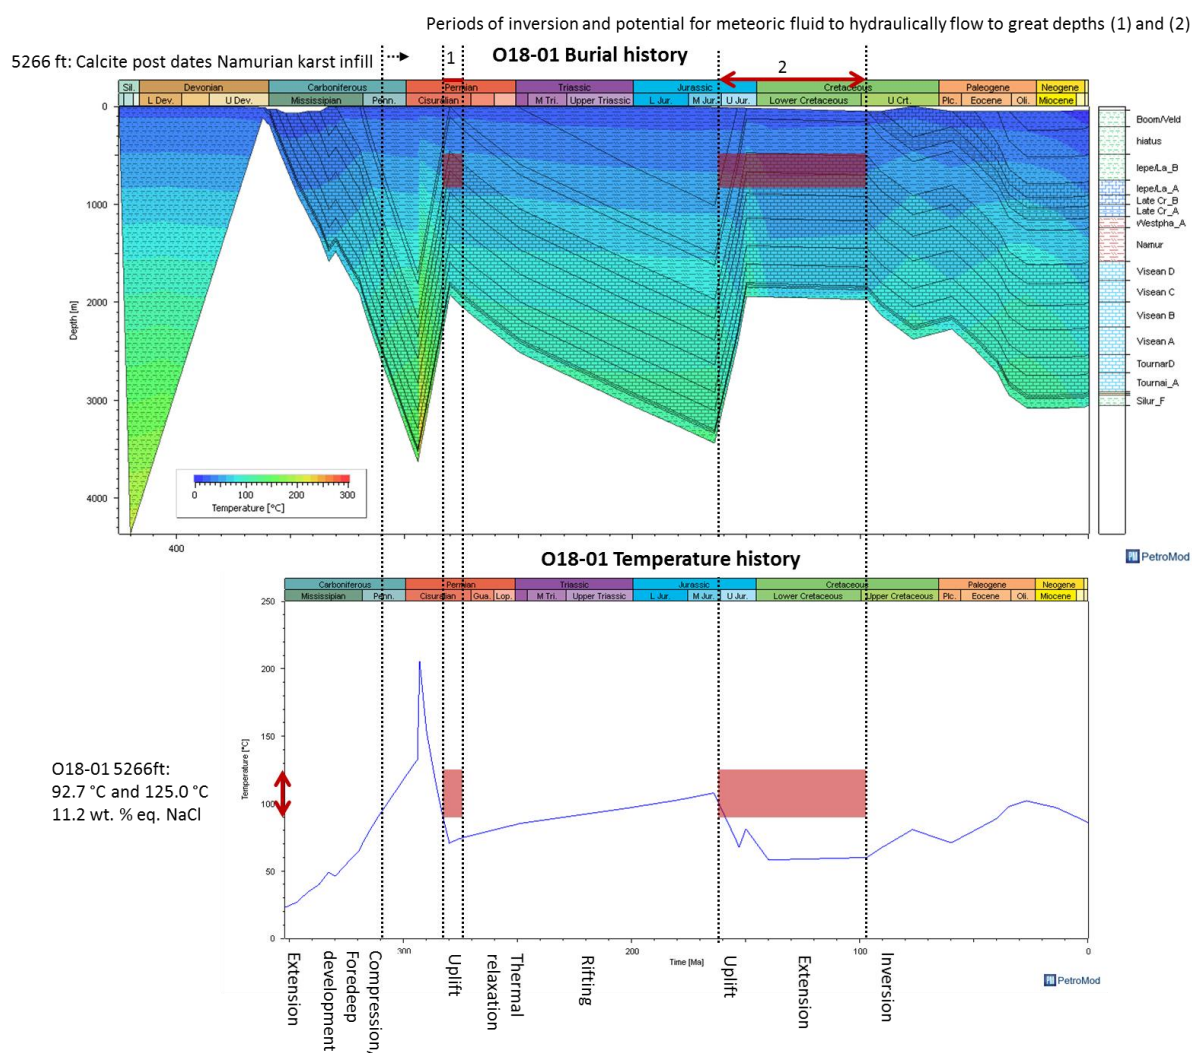 Periods of inversion and potential for meteoric fluid to hydraulically flow to great depths (1) and (2)
5266 ft: Calcite post dates Namurian karst infill
1
O18-01 Burial history
2
Sil. Devonian Carboniferous Permian Triassic Jurassic Cretaceous Paleogene Neogene
L Dev. U Dev. Mississipian Penn. Cisuralian M Tri. Upper Triassic L Jur. M Jur. U Jur. Lower Cretaceous U Crt. Plc. Eocene Oli. Miocene
0
1000
2000
3000
4000
Depth [m]
Boom/Veld
hiatus
Iepe/La_B
Iepe/La_A
Late Cr_B
Late Cr_A
Westpha_A
Namur
Visean D
Visean C
Visean B
Visean A
TournarD
Tournai_A
Silur_F
0 100 200 300
Temperature [°C]
400
PetroMod
O18-01 Temperature history
Carboniferous Permian Triassic Jurassic Cretaceous Paleogene Neogene
Mississipian Penn. Cisuralian Gua. Lop. M Tri. Upper Triassic L Jur. M Jur. U Jur. Lower Cretaceous Upper Cretaceous Plc. Eocene Oli. Miocene
250
200
150
100
50
0
Temperature [°C]
O18-01 5266ft:
92.7 °C and 125.0 °C
11.2 wt. % eq. NaCl
300 200 100 0
Time [Ma]
Extension
Foredeep
development
Compression/
Uplift
Thermal
relaxation
Rifting
Uplift
Extension
Inversion
PetroMod